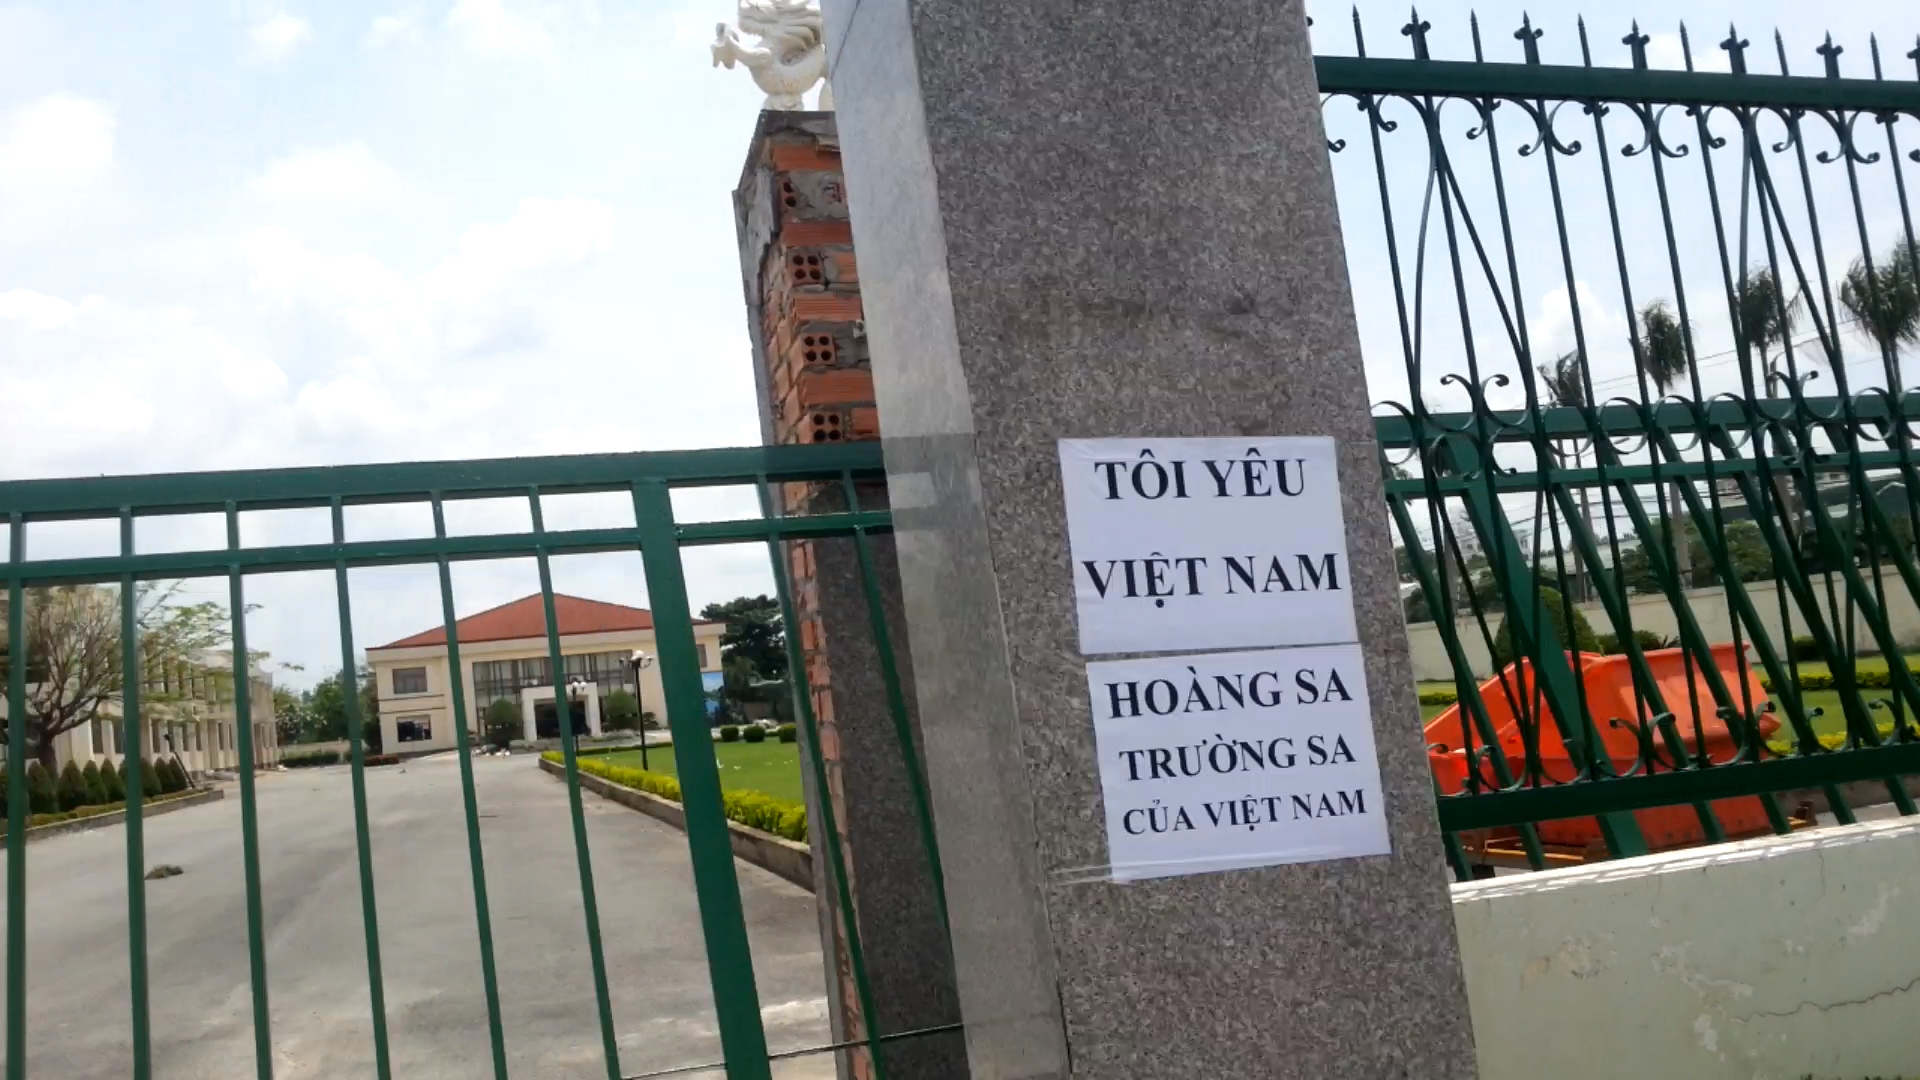 TÔI YÊU
VIỆT NAM
HOÀNG SA
TRƯỜNG SA
CỦA VIỆT NAM